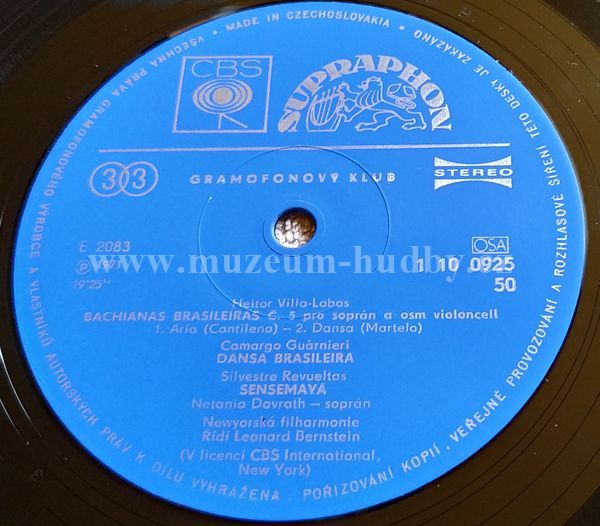 VŠECHNA PRÁVA GRAMOFONOVÉHO VÝROBCE A VLASTNÍKŮ AUTORSKÝCH PRÁV K DÍLU VYHRAŽENA . POŘIZOVÁNÍ KOPIÍ , VEŘEJNÉ PROVOZOVÁNÍ A ROZHLASOVÉ ŠÍŘENÍ TÉTO DESKY JE ZAKÁZÁNO • MADE IN CZECHOSLOVAKIA •
CBS
SUPRAPHON
33
GRAMOFONOVÝ KLUB
STEREO
E 2083
OSA
℗ 1971
www.muzeum-hudby.
1 10 0925
19'25"
50
Heitor Villa-Lobos
BACHIANAS BRASILEIRAS Č. 5 pro soprán a osm violoncell
1. Aria (Cantilena) – 2. Dansa (Martelo)
Camargo Guàrnieri
DANSA BRASILEIRA
Silvestre Revueltas
SENSEMAYÁ
Netania Davrath – soprán
Newyorská filharmonie
Řídí Leonard Bernstein
(V licenci CBS International,
New York)